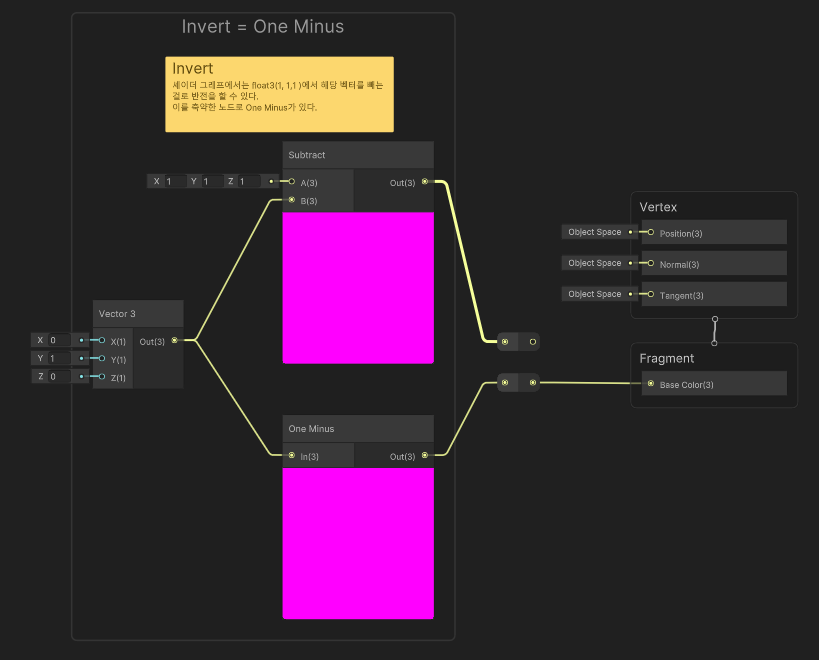 Invert = One Minus
Invert
셰이더 그래프에서는 float3(1, 1,1 )에서 해당 벡터를 빼는
걸로 반전을 할 수 있다.
이를 축약한 노드로 One Minus가 있다.
Subtract
X 1 Y 1 Z 1
A(3)
Out(3)
B(3)
Vector 3
X 0
X(1)
Out(3)
Y 1
Y(1)
Z 0
Z(1)
One Minus
In(3)
Out(3)
Vertex
Object Space
Position(3)
Object Space
Normal(3)
Object Space
Tangent(3)
Fragment
Base Color(3)